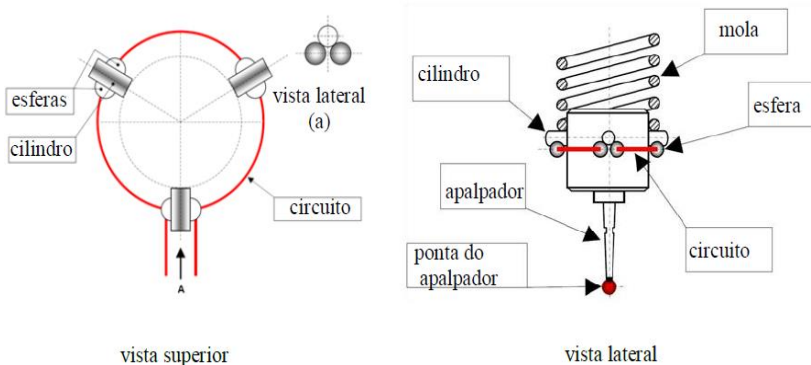 esferas
cilindro
vista lateral
(a)
circuito
A
vista superior
mola
cilindro
esfera
apalpador
circuito
ponta do
apalpador
vista lateral